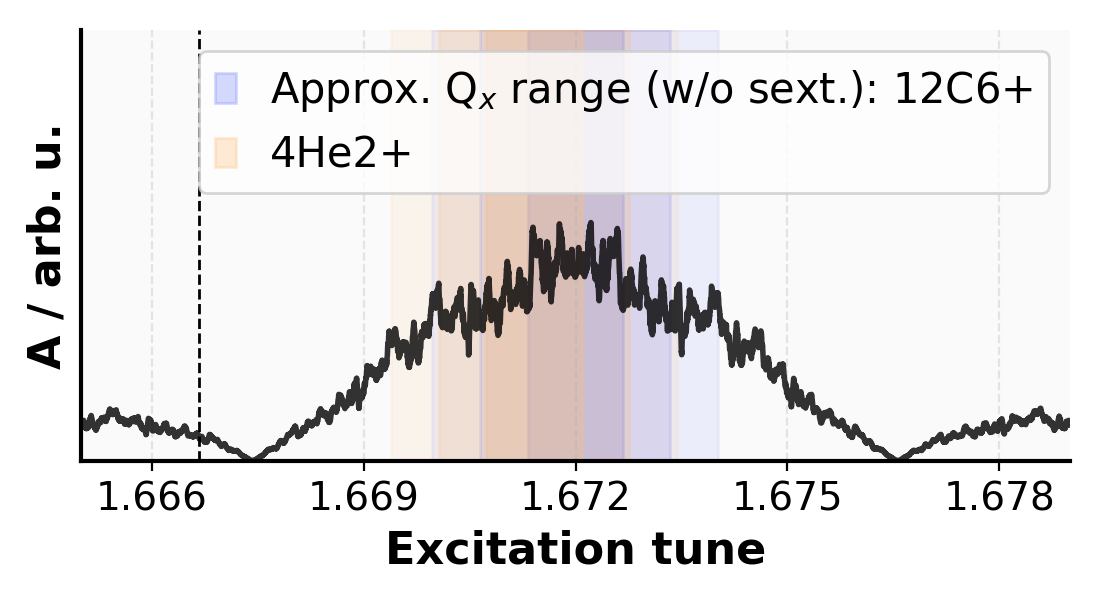 Approx. Qₓ range (w/o sext.): 12C6+
4He2+
A / arb. u.
1.666 1.669 1.672 1.675 1.678
Excitation tune